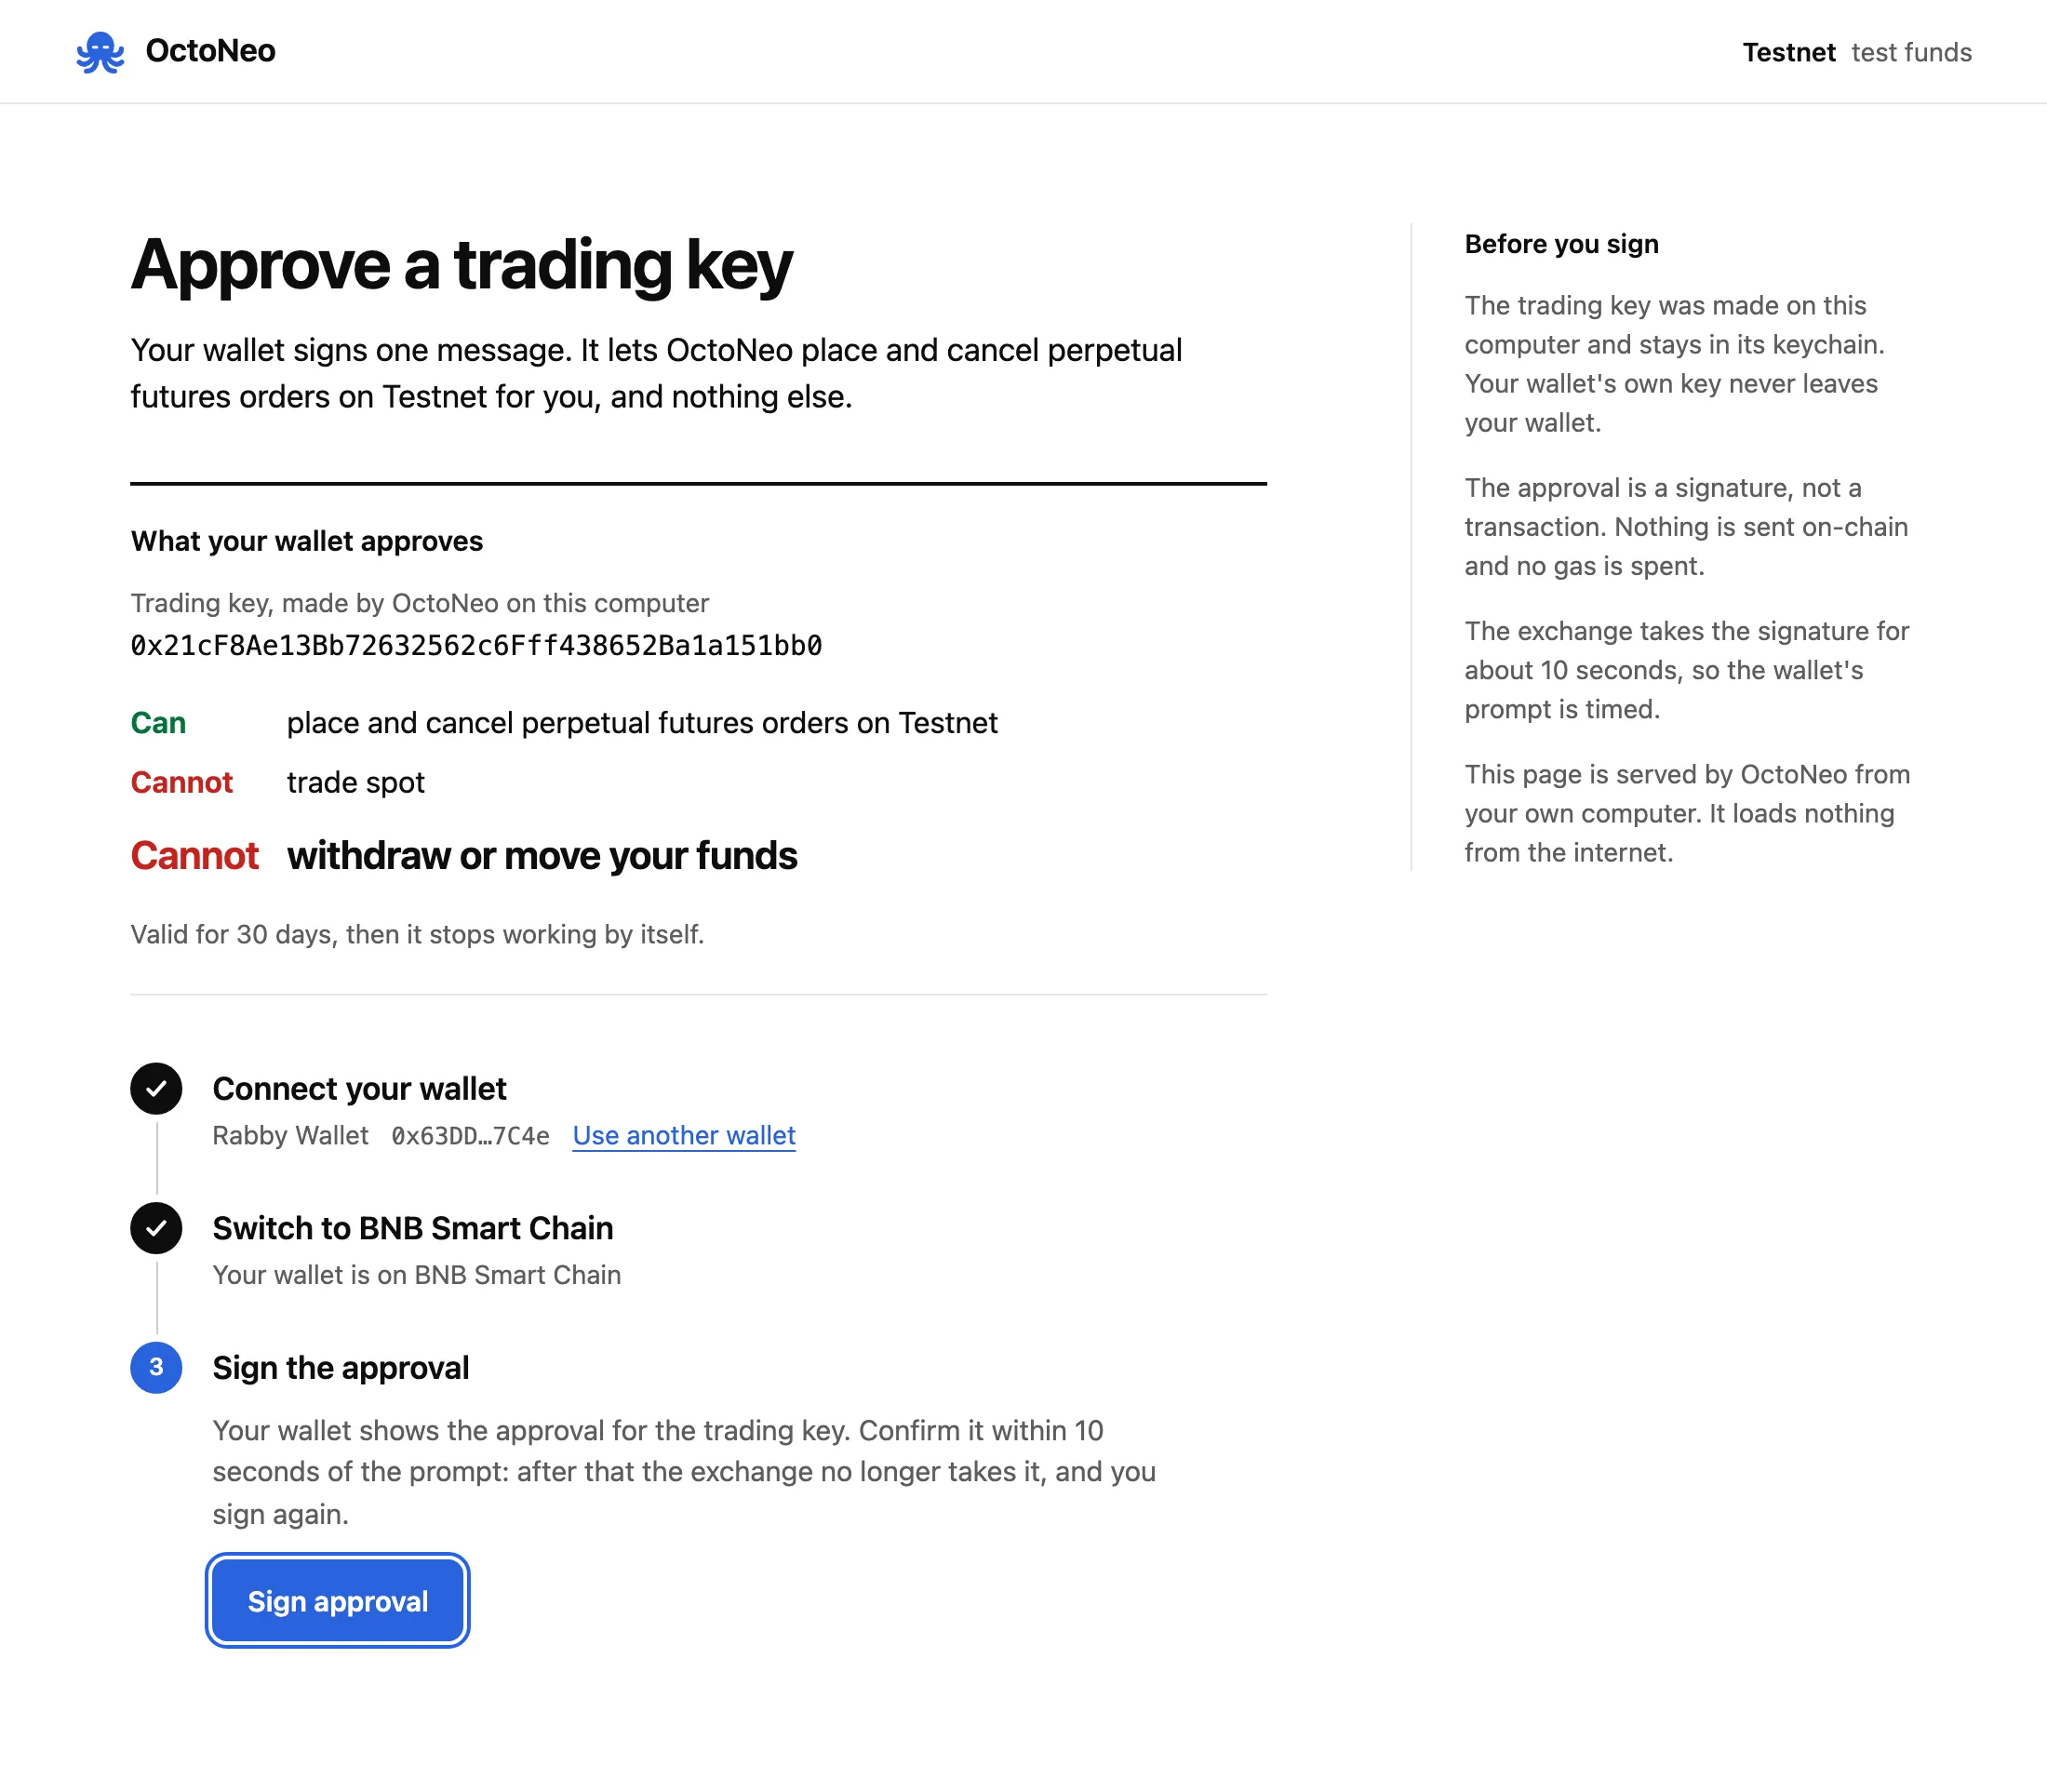 OctoNeo
Testnet test funds
Approve a trading key
Your wallet signs one message. It lets OctoNeo place and cancel perpetual
futures orders on Testnet for you, and nothing else.
What your wallet approves
Trading key, made by OctoNeo on this computer
0x21cF8Ae13Bb72632562c6Fff438652Ba1a151bb0
Can place and cancel perpetual futures orders on Testnet
Cannot trade spot
Cannot withdraw or move your funds
Valid for 30 days, then it stops working by itself.
Connect your wallet
Rabby Wallet 0x63DD…7C4e Use another wallet
Switch to BNB Smart Chain
Your wallet is on BNB Smart Chain
3 Sign the approval
Your wallet shows the approval for the trading key. Confirm it within 10
seconds of the prompt: after that the exchange no longer takes it, and you
sign again.
Sign approval
Before you sign
The trading key was made on this
computer and stays in its keychain.
Your wallet's own key never leaves
your wallet.
The approval is a signature, not a
transaction. Nothing is sent on-chain
and no gas is spent.
The exchange takes the signature for
about 10 seconds, so the wallet's
prompt is timed.
This page is served by OctoNeo from
your own computer. It loads nothing
from the internet.